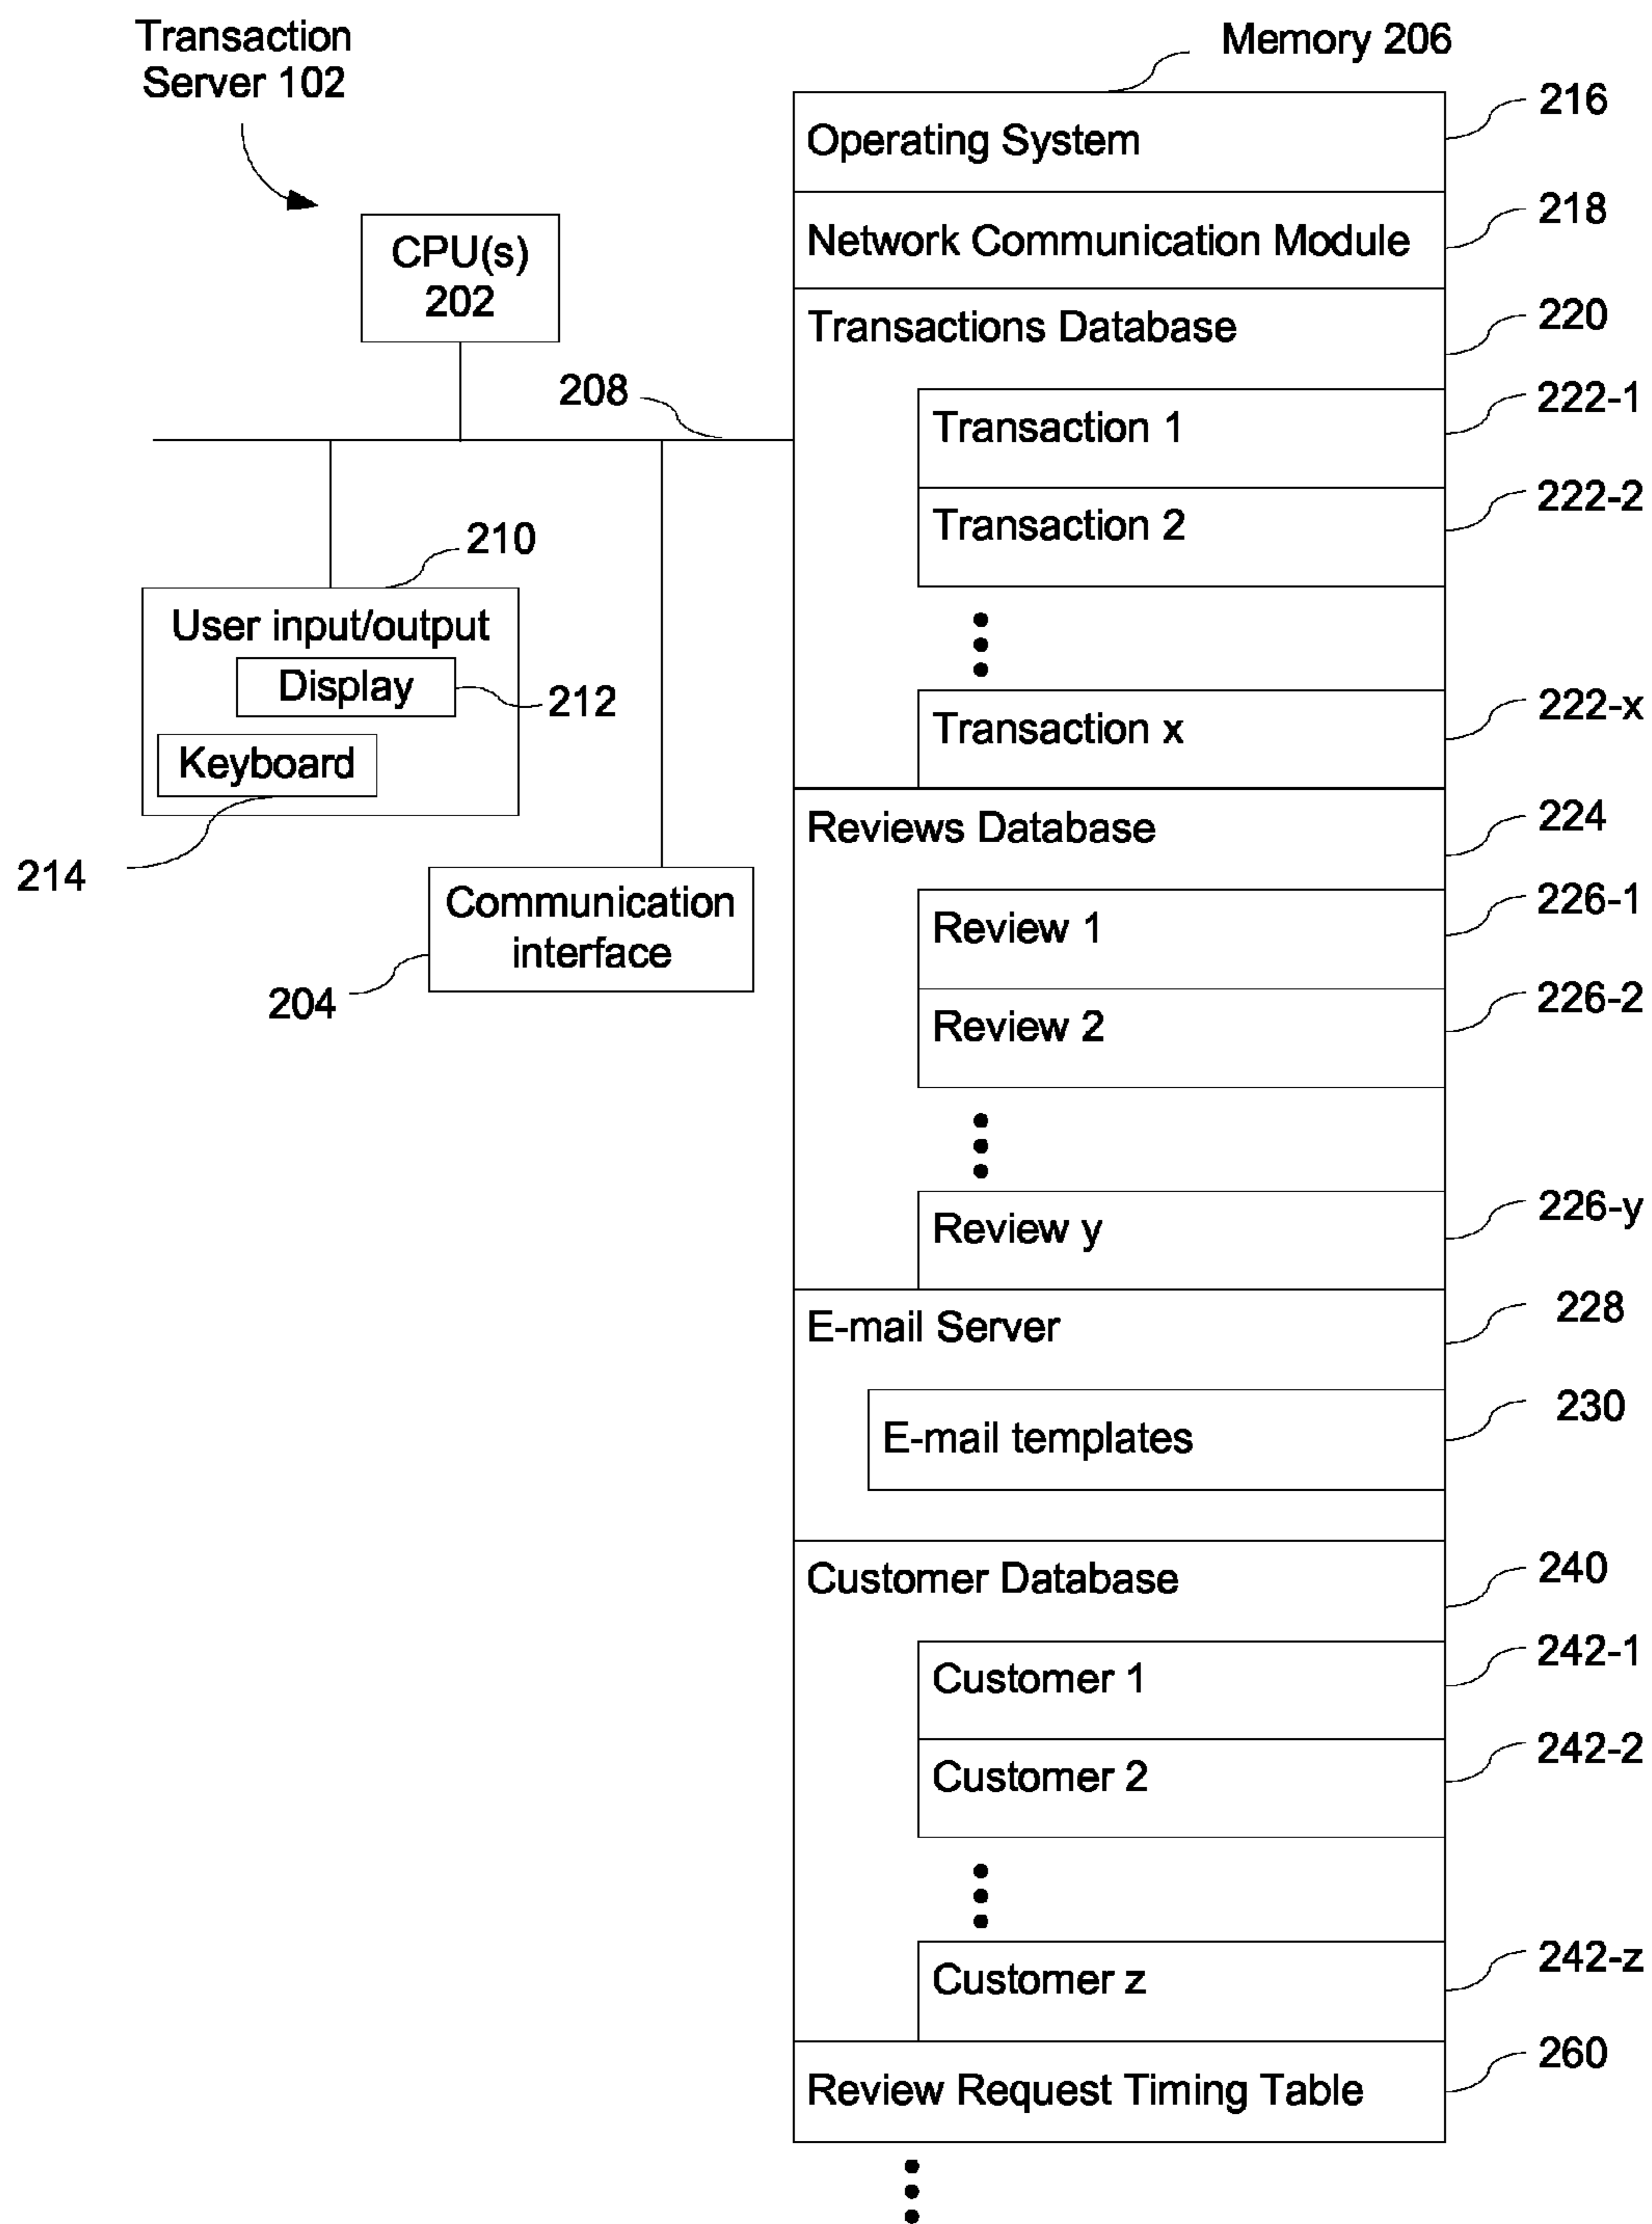 Transaction
Server 102
Memory 206
Operating System
216
Network Communication Module
218
CPU(s)
202
Transactions Database
220
208
Transaction 1
222-1
Transaction 2
222-2
210
User input/output
Display
212
Keyboard
214
Transaction x
222-x
Reviews Database
224
Communication
interface
204
Review 1
226-1
Review 2
226-2
Review y
226-y
E-mail Server
228
E-mail templates
230
Customer Database
240
Customer 1
242-1
Customer 2
242-2
Customer z
242-z
Review Request Timing Table
260